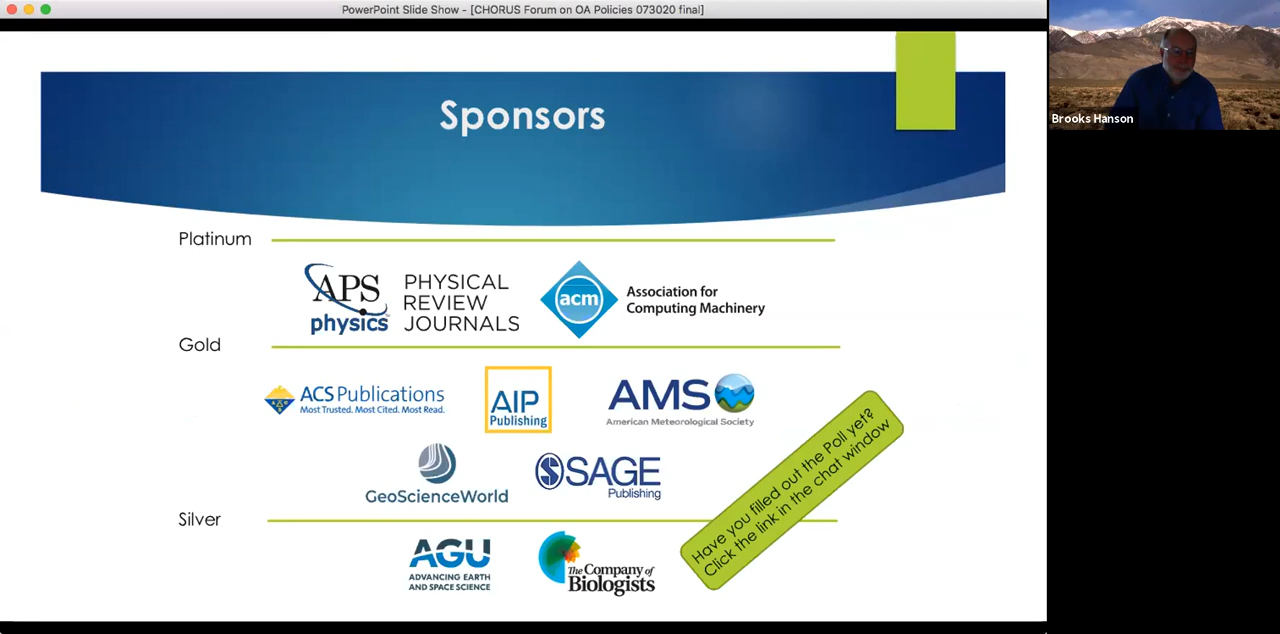 PowerPoint Slide Show - [CHORUS Forum on OA Policies 073020 final]
Brooks Hanson
Sponsors
Platinum
APS
physics
PHYSICAL
REVIEW
JOURNALS
acm
Association for
Computing Machinery
Gold
ACS Publications
Most Trusted. Most Cited. Most Read.
AIP
Publishing
AMS
American Meteorological Society
GeoScienceWorld
SAGE
Publishing
Have you filled out the Poll yet?
Click the link in the chat window
Silver
AGU
ADVANCING EARTH
AND SPACE SCIENCE
The Company of
Biologists